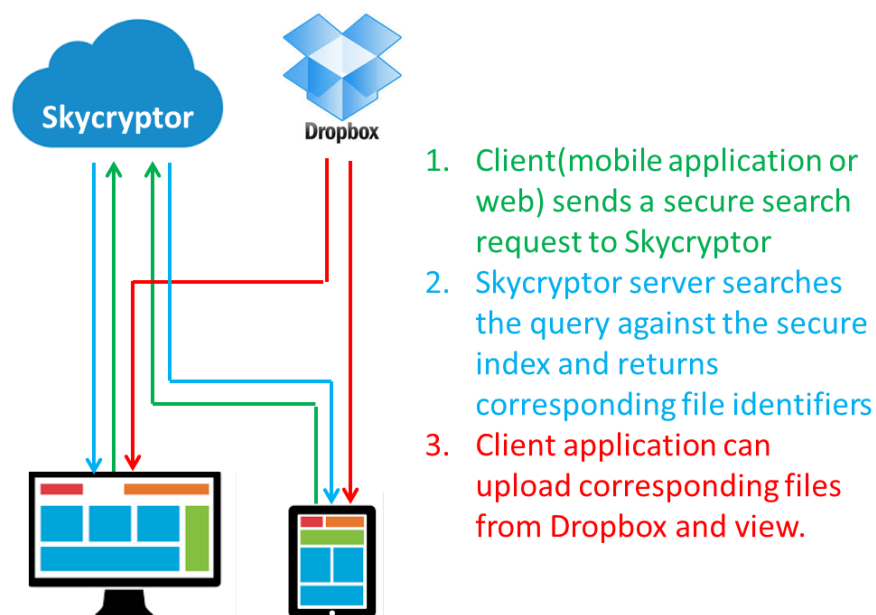 Skycryptor
Dropbox
1. Client(mobile application or
web) sends a secure search
request to Skycryptor
2. Skycryptor server searches
the query against the secure
index and returns
corresponding file identifiers
3. Client application can
upload corresponding files
from Dropbox and view.